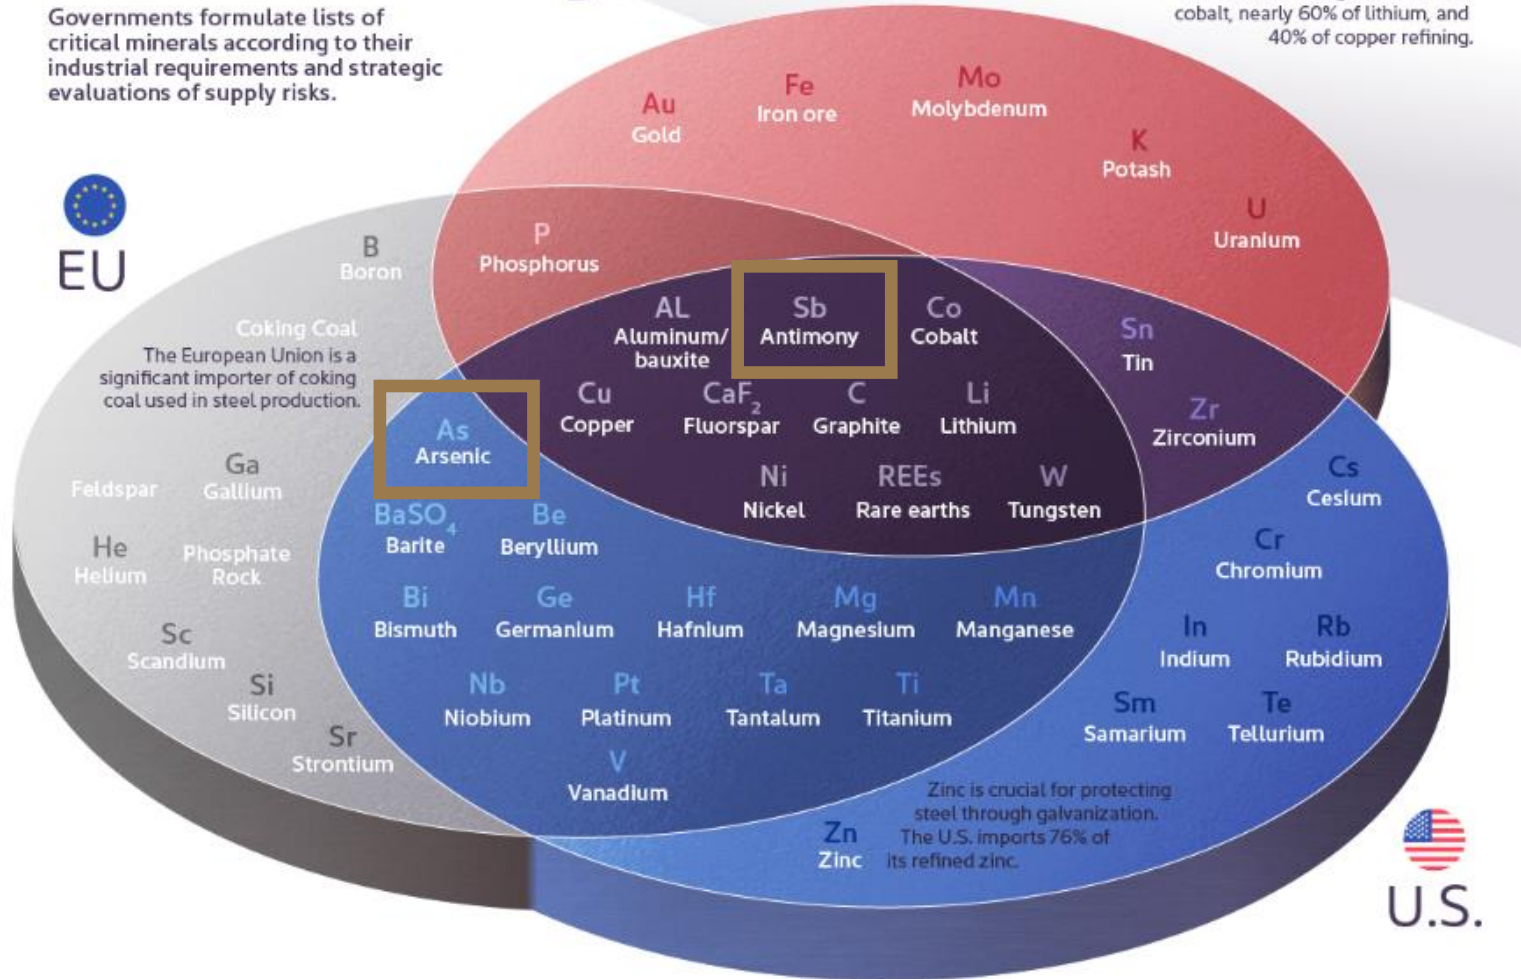 Governments formulate lists of
critical minerals according to their
industrial requirements and strategic
evaluations of supply risks.
cobalt, nearly 60% of lithium, and
40% of copper refining.
EU
Au
Gold
Fe
Iron ore
Mo
Molybdenum
K
Potash
U
Uranium
B
Boron
P
Phosphorus
Coking Coal
The European Union is a
significant importer of coking
coal used in steel production.
AL
Aluminum/
bauxite
Sb
Antimony
Co
Cobalt
Sn
Tin
As
Arsenic
Cu
Copper
CaF₂
Fluorspar
C
Graphite
Li
Lithium
Zr
Zirconium
Feldspar
Ga
Gallium
Ni
Nickel
REEs
Rare earths
W
Tungsten
Cs
Cesium
BaSO₄
Barite
Be
Beryllium
He
Helium
Phosphate
Rock
Cr
Chromium
Bi
Bismuth
Ge
Germanium
Hf
Hafnium
Mg
Magnesium
Mn
Manganese
In
Indium
Rb
Rubidium
Sc
Scandium
Si
Silicon
Nb
Niobium
Pt
Platinum
Ta
Tantalum
Ti
Titanium
Sm
Samarium
Te
Tellurium
Sr
Strontium
V
Vanadium
Zn
Zinc
Zinc is crucial for protecting
steel through galvanization.
The U.S. imports 76% of
its refined zinc.
U.S.